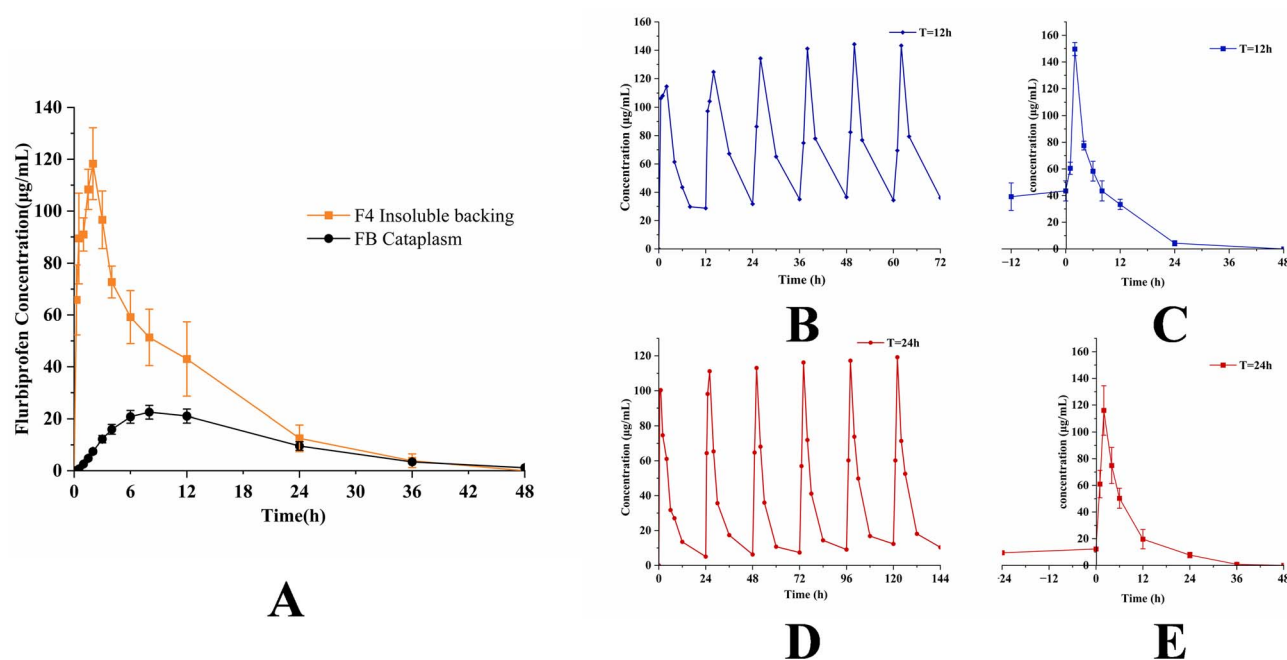 140
120
100
80
60
40
20
0
Flurbiprofen Concentration(μg/mL)
F4 Insoluble backing
FB Cataplasm
0 6 12 18 24 30 36 42 48
Time(h)
A
160
140
120
100
80
60
40
20
0
Concentration (μg/mL)
T=12h
0 12 24 36 48 60 72
Time (h)
B
160
140
120
100
80
60
40
20
0
concentration (μg/mL)
T=12h
−12 0 12 24 36 48
Time (h)
C
120
100
80
60
40
20
0
Concentration (μg/mL)
T=24h
0 24 48 72 96 120 144
Time (h)
D
160
140
120
100
80
60
40
20
0
concentration (μg/mL)
T=24h
-24 −12 0 12 24 36 48
Time (h)
E